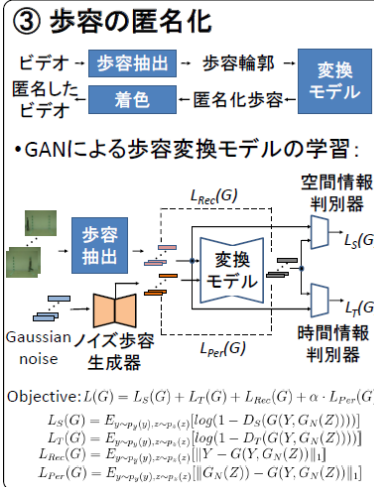 ③ 歩容の匿名化
ビデオ → 歩容抽出 → 歩容輪郭 → 変換モデル
匿名したビデオ ← 着色 ← 匿名化歩容
•GANによる歩容変換モデルの学習:
空間情報
判別器
L_Rec(G)
歩容
抽出
変換
モデル
L_S(G)
L_T(G)
L_Per(G)
Gaussian
noise
ノイズ歩容
生成器
時間情報
判別器
Objective: L(G) = L_S(G) + L_T(G) + L_Rec(G) + α · L_Per(G)
L_S(G) = E_{y∼p_y(y),z∼p_z(z)}[log(1 − D_S(G(Y, G_N(Z))))]
L_T(G) = E_{y∼p_y(y),z∼p_z(z)}[log(1 − D_T(G(Y, G_N(Z))))]
L_Rec(G) = E_{y∼p_y(y),z∼p_z(z)}[‖Y − G(Y, G_N(Z))‖₁]
L_Per(G) = E_{y∼p_y(y),z∼p_z(z)}[‖G_N(Z)) − G(Y, G_N(Z))‖₁]